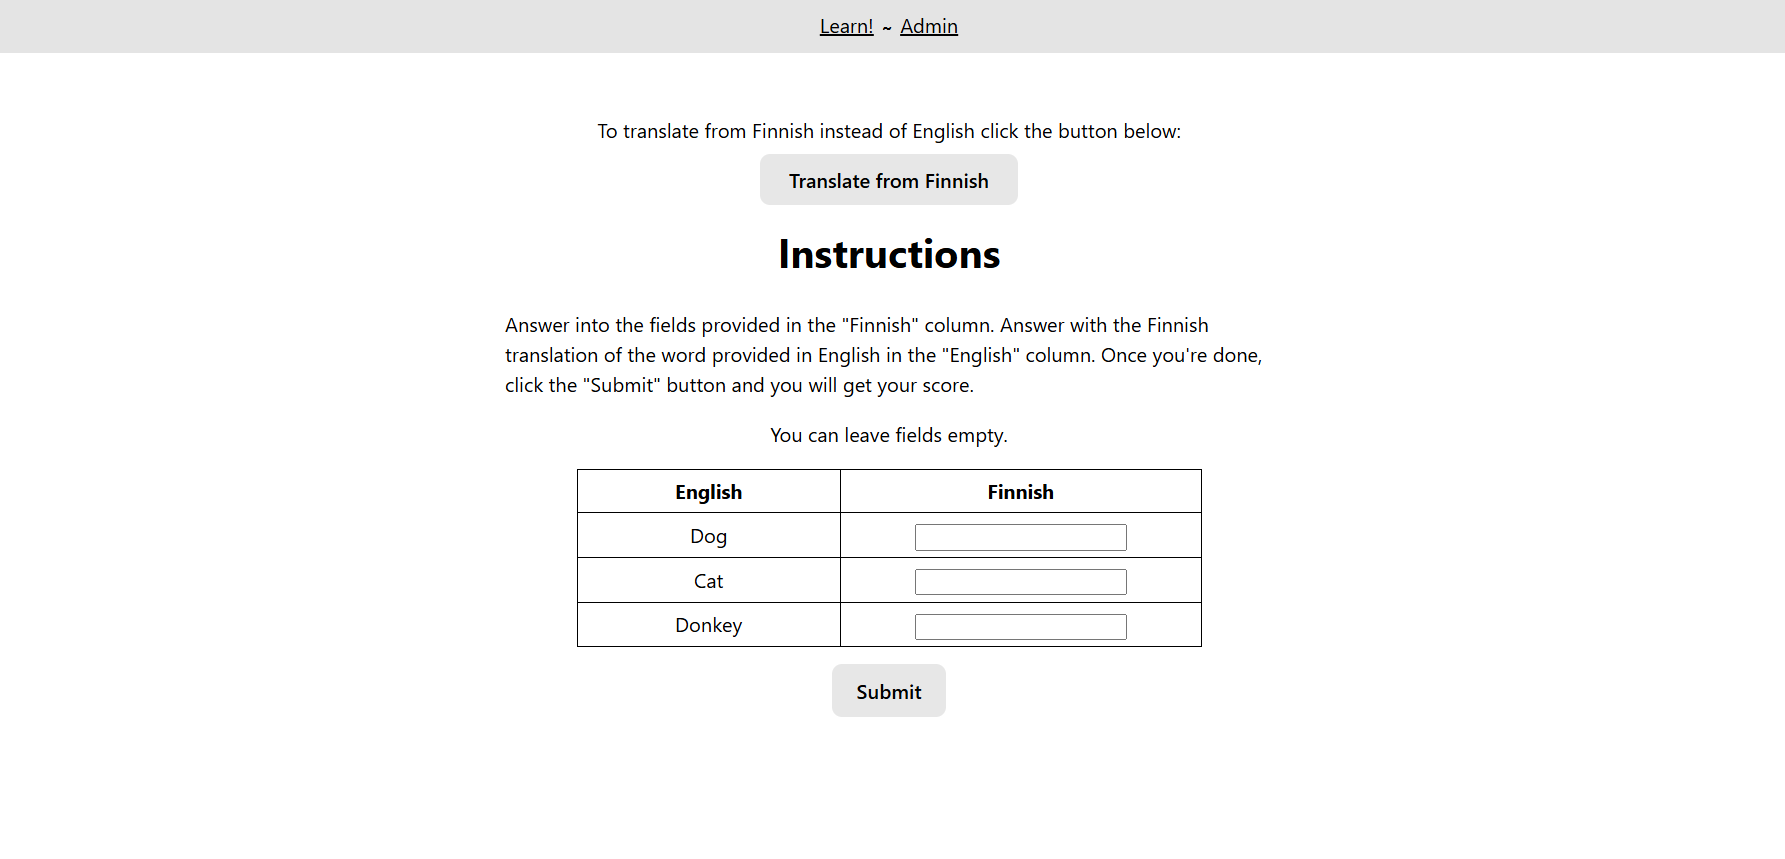 Learn! ~ Admin
To translate from Finnish instead of English click the button below:
Translate from Finnish
Instructions
Answer into the fields provided in the "Finnish" column. Answer with the Finnish
translation of the word provided in English in the "English" column. Once you're done,
click the "Submit" button and you will get your score.
You can leave fields empty.
English Finnish
Dog
Cat
Donkey
Submit